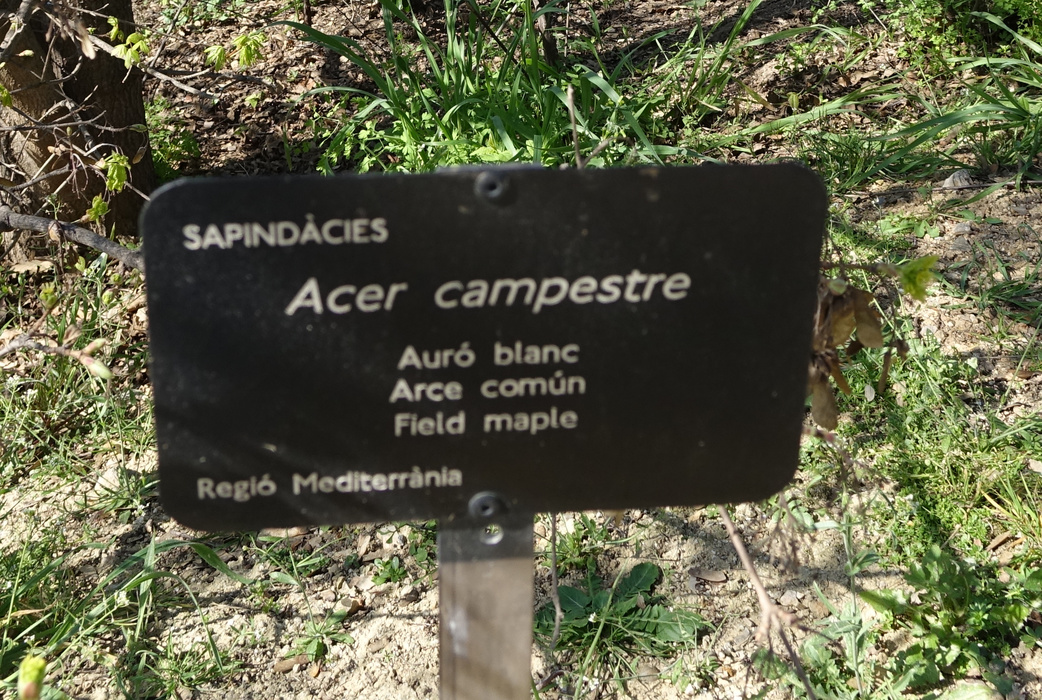 SAPINDÀCIES
Acer campestre
Auró blanc
Arce común
Field maple
Regió Mediterrània